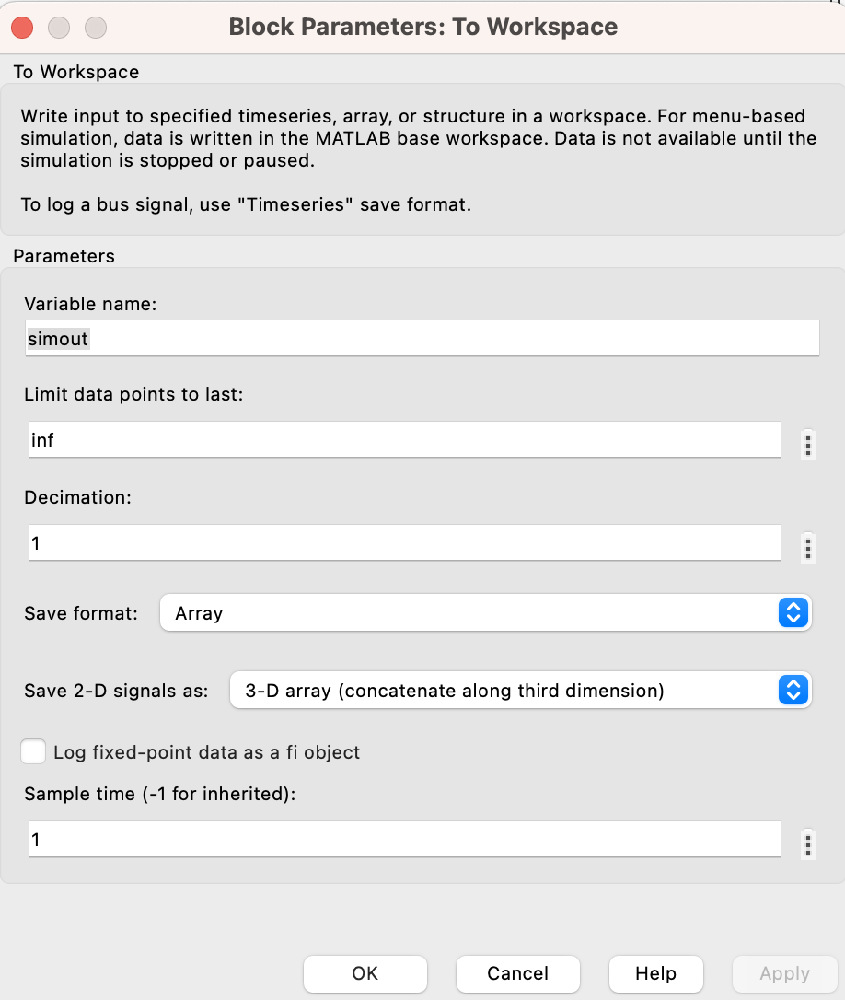 Block Parameters: To Workspace
To Workspace
Write input to specified timeseries, array, or structure in a workspace. For menu-based
simulation, data is written in the MATLAB base workspace. Data is not available until the
simulation is stopped or paused.
To log a bus signal, use "Timeseries" save format.
Parameters
Variable name:
simout
Limit data points to last:
inf
Decimation:
1
Save format: Array
Save 2-D signals as: 3-D array (concatenate along third dimension)
Log fixed-point data as a fi object
Sample time (-1 for inherited):
1
OK Cancel Help Apply